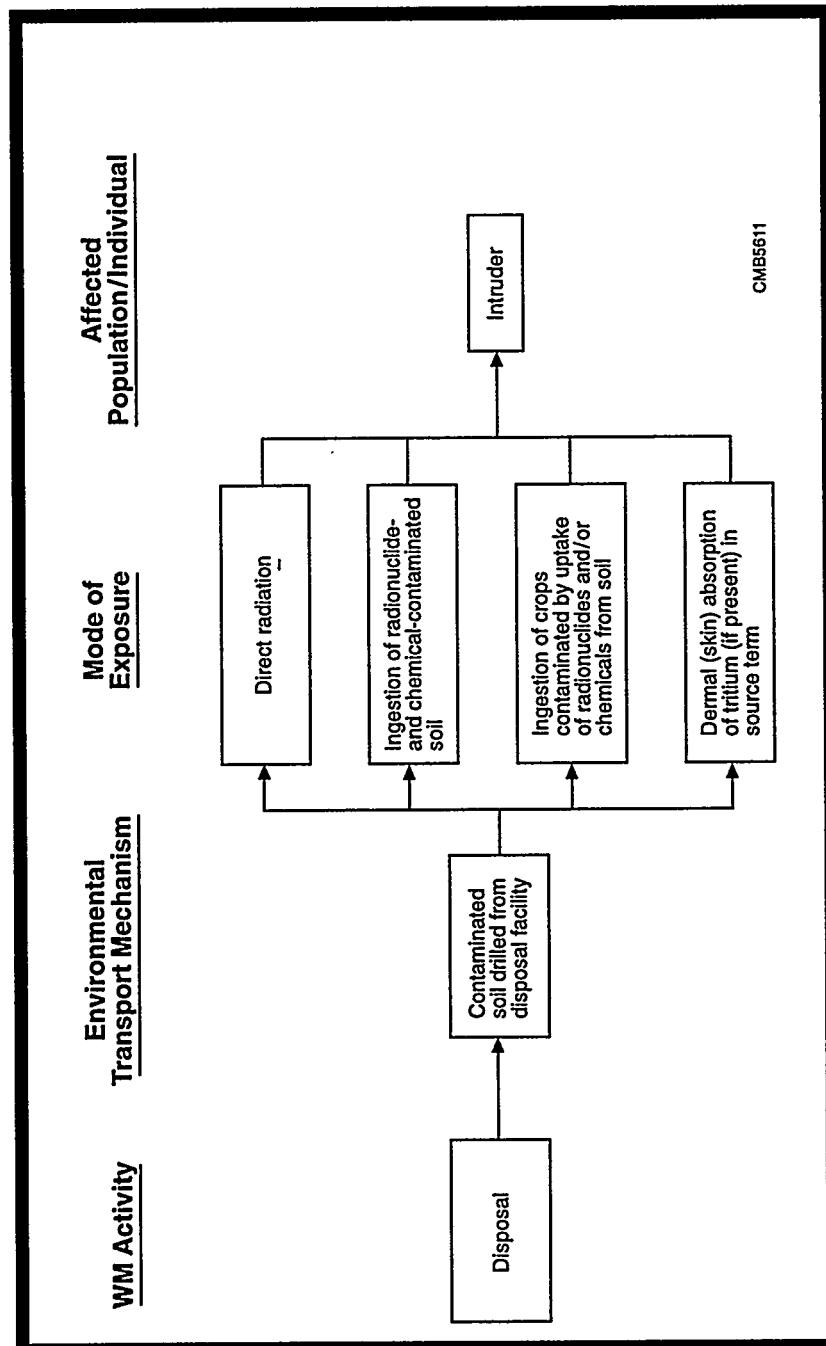 WM Activity
Environmental
Transport Mechanism
Mode of
Exposure
Affected
Population/Individual
Disposal
Contaminated
soil drilled from
disposal facility
Direct radiation
Ingestion of radionuclide-
and chemical-contaminated
soil
Ingestion of crops
contaminated by uptake
of radionuclides and/or
chemicals from soil
Dermal (skin) absorption
of tritium (if present) in
source term
Intruder
CMB5611